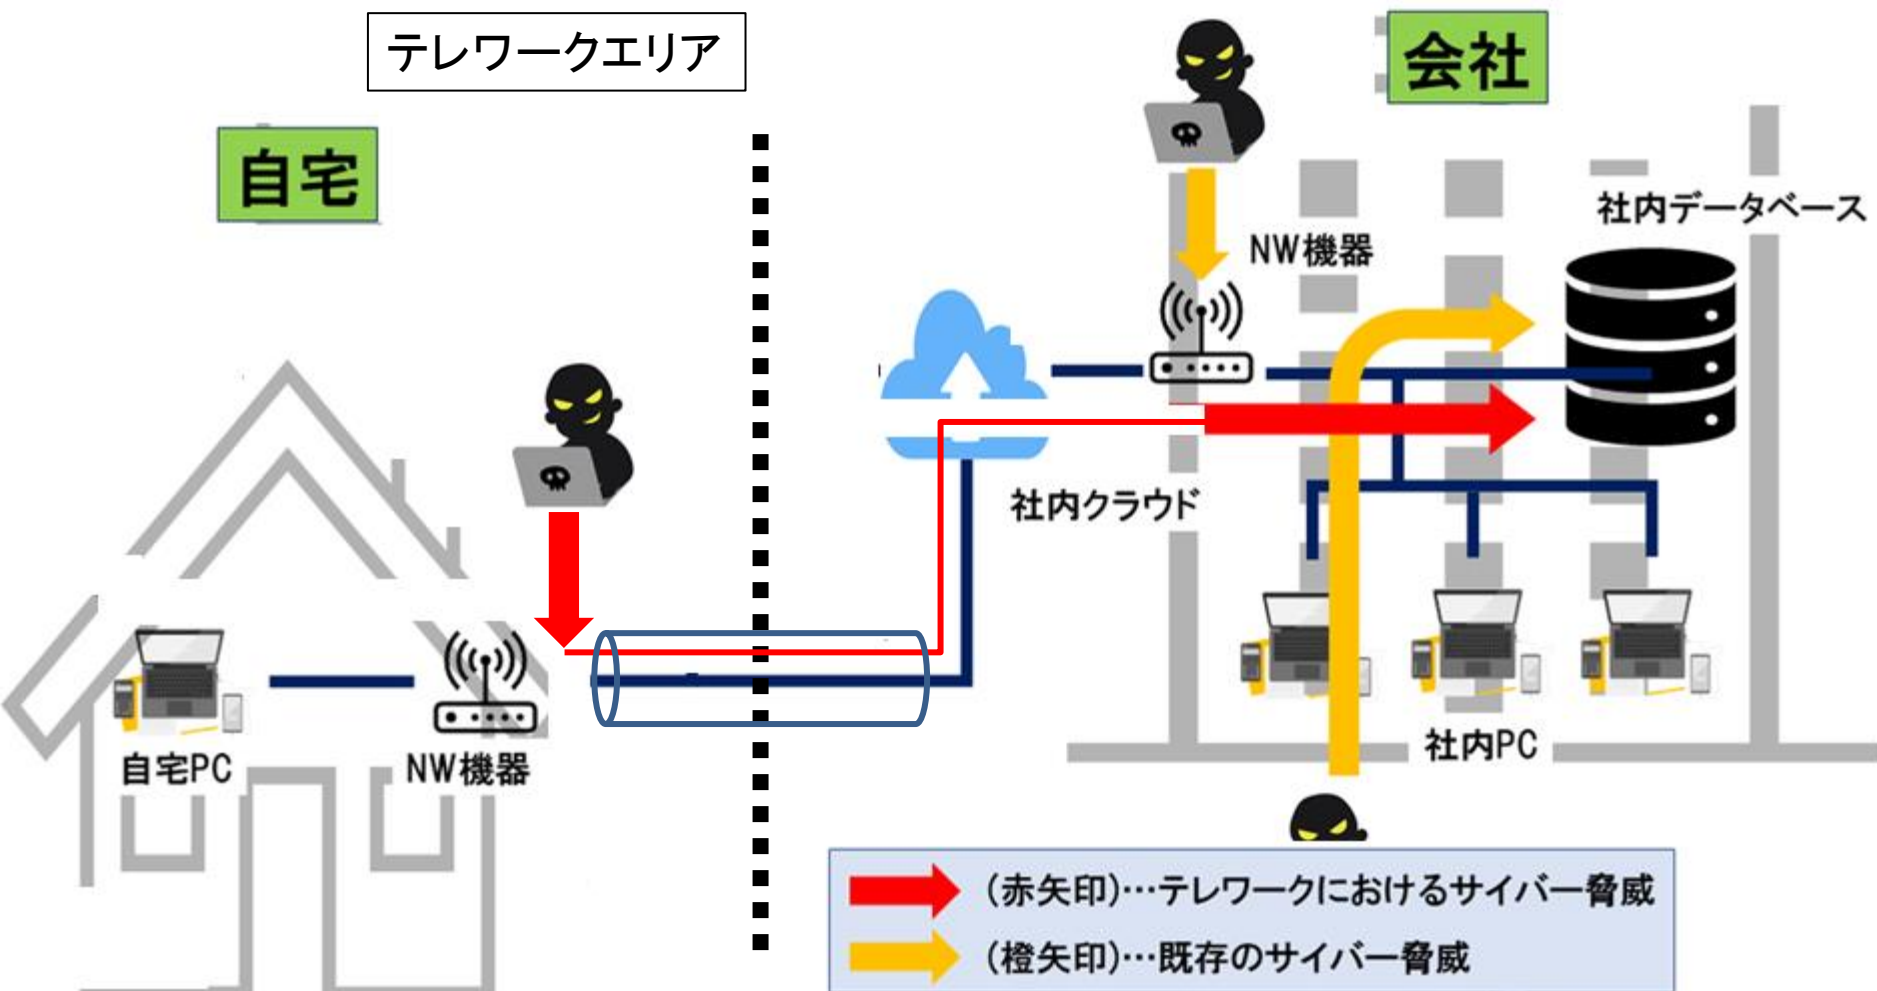 テレワークエリア
会社
自宅
社内データベース
NW機器
社内クラウド
自宅PC
NW機器
社内PC
(赤矢印)…テレワークにおけるサイバー脅威
(橙矢印)…既存のサイバー脅威